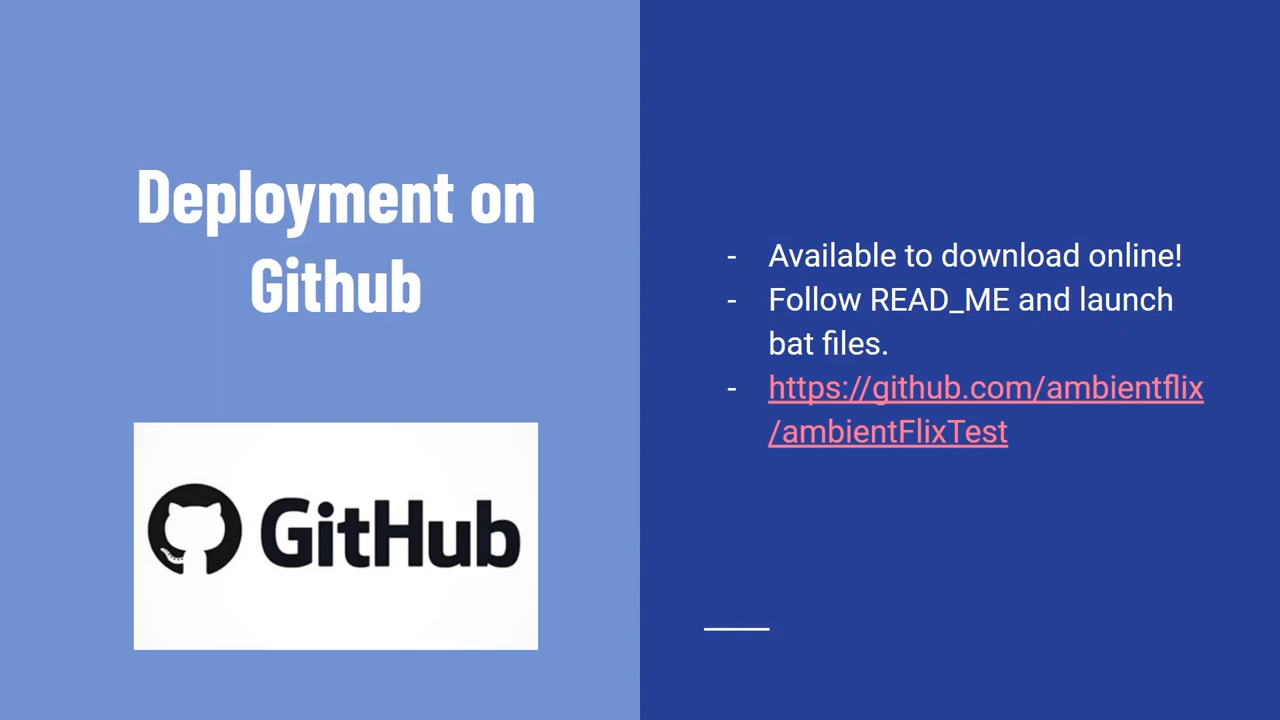 Deployment on
Github
GitHub
- Available to download online!
- Follow READ_ME and launch
bat files.
- https://github.com/ambientflix
/ambientFlixTest